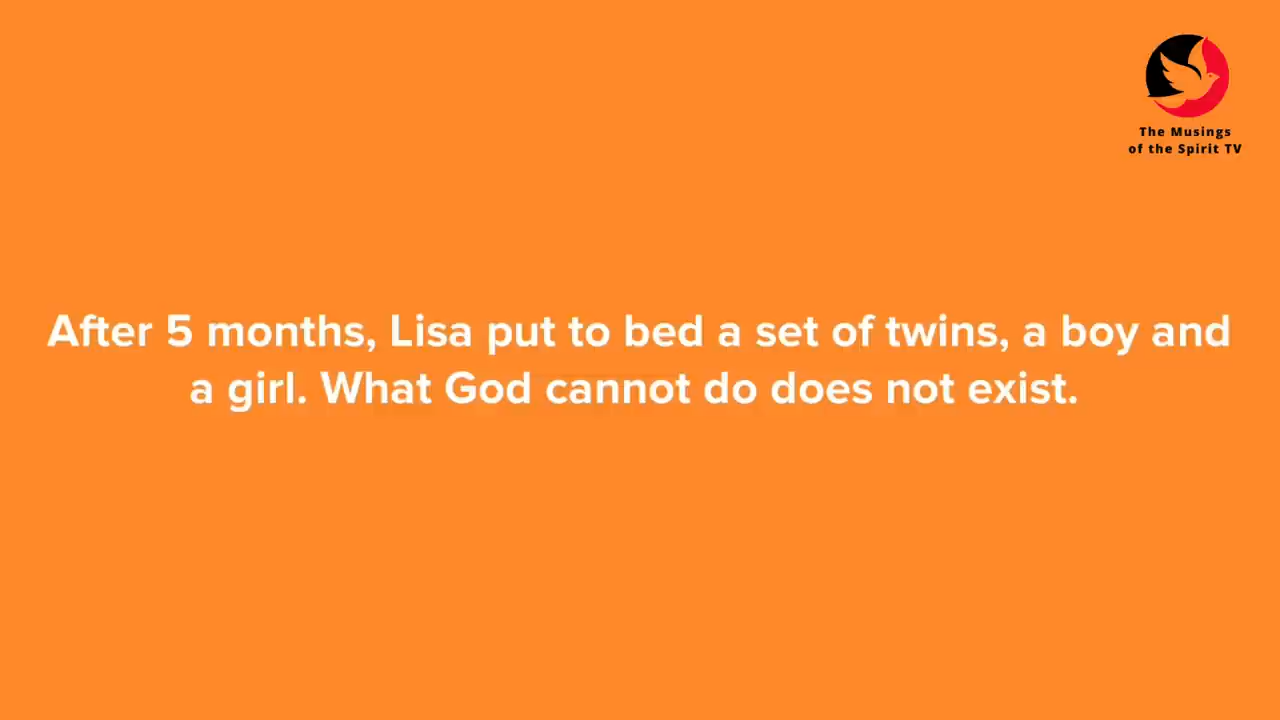 The Musings
of the Spirit TV
After 5 months, Lisa put to bed a set of twins, a boy and
a girl. What God cannot do does not exist.